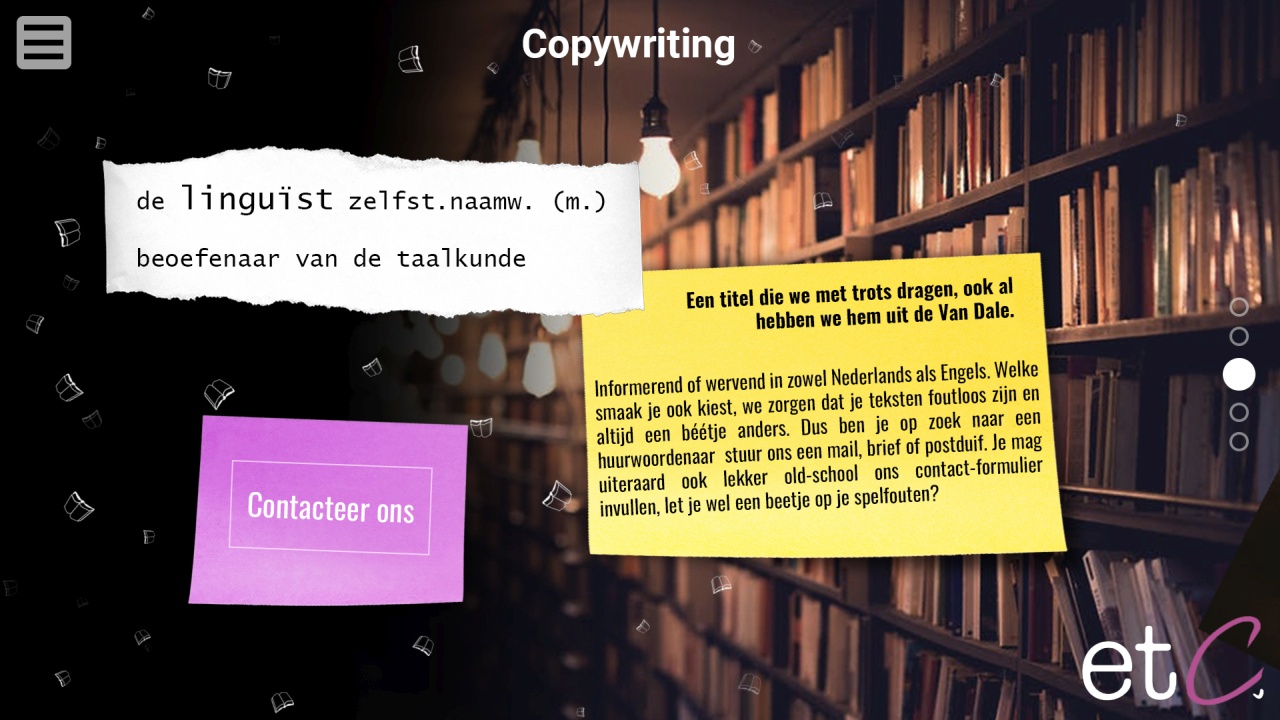 Copywriting
de linguïst zelfst.naamw. (m.)
beoefenaar van de taalkunde
Een titel die we met trots dragen, ook al
hebben we hem uit de Van Dale.
Informerend of wervend in zowel Nederlands als Engels. Welke
smaak je ook kiest, we zorgen dat je teksten foutloos zijn en
altijd een béétje anders. Dus ben je op zoek naar een
huurwoordenaar stuur ons een mail, brief of postduif. Je mag
uiteraard ook lekker old-school ons contact-formulier
invullen, let je wel een beetje op je spelfouten?
Contacteer ons
etC